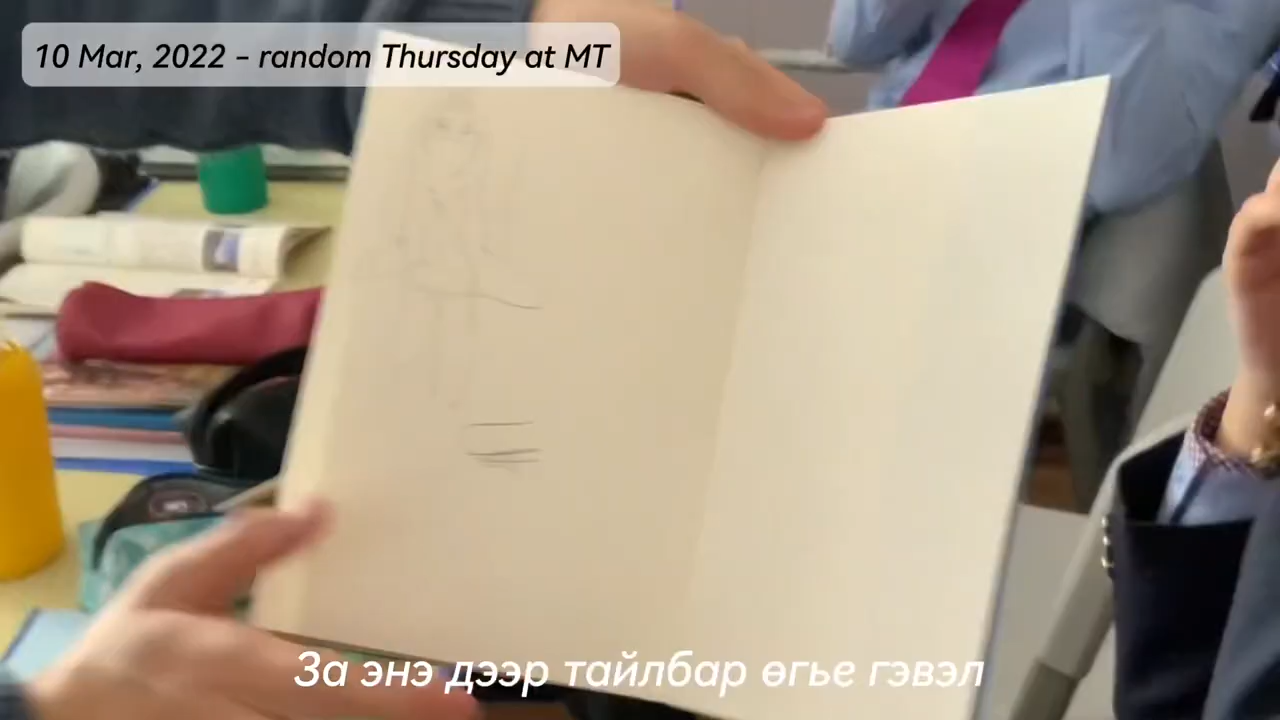 10 Mar, 2022 - random Thursday at MT
За энэ дээр тайлбар өгье гэвэл